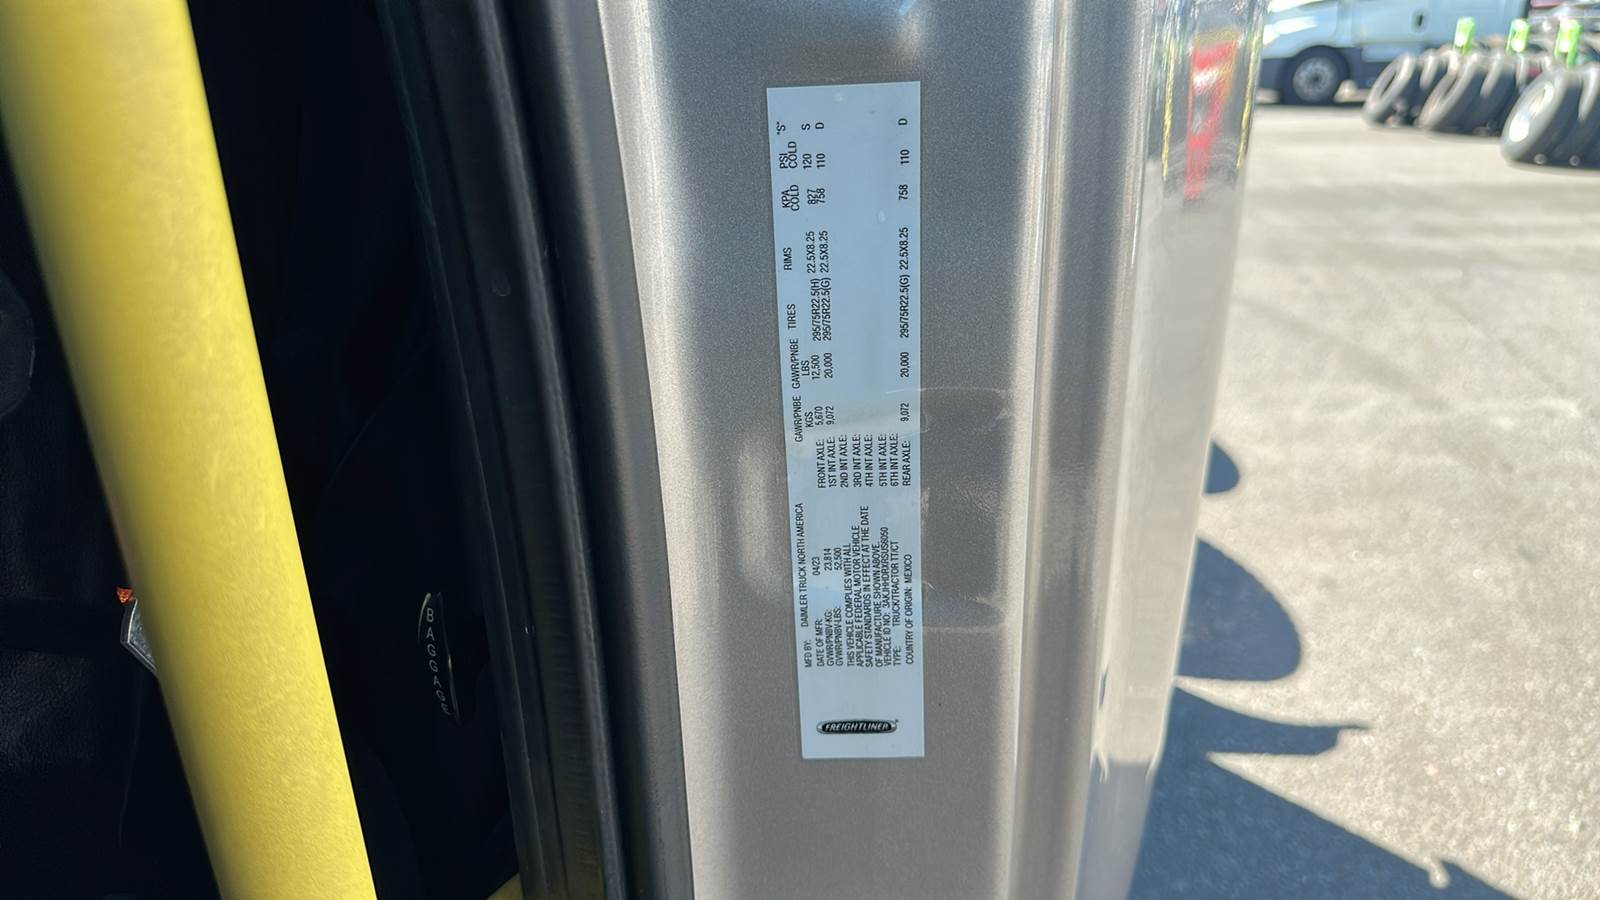 FREIGHTLINER
MFD BY: DAIMLER TRUCK NORTH AMERICA
DATE OF MFR: 04/23
GVWR/PNBV-KG: 23,814
GVWR/PNBV-LBS: 52,500
THIS VEHICLE COMPLIES WITH ALL
APPLICABLE FEDERAL MOTOR VEHICLE
SAFETY STANDARDS IN EFFECT AT THE DATE
OF MANUFACTURE SHOWN ABOVE.
VEHICLE ID NO: 3AKJHHDRXRSUS6050
TYPE: TRUCK/TRACTOR TT/CT
COUNTRY OF ORIGIN: MEXICO
GAWR/PNBE GAWR/PNBE TIRES RIMS KPA PSI "S"
KGS LBS COLD COLD
FRONT AXLE: 5,670 12,500 295/75R22.5(H) 22.5X8.25 827 120 S
1ST INT AXLE: 9,072 20,000 295/75R22.5(G) 22.5X8.25 758 110 D
2ND INT AXLE:
3RD INT AXLE:
4TH INT AXLE:
5TH INT AXLE:
6TH INT AXLE:
REAR AXLE: 9,072 20,000 295/75R22.5(G) 22.5X8.25 758 110 D
BAGGAGE